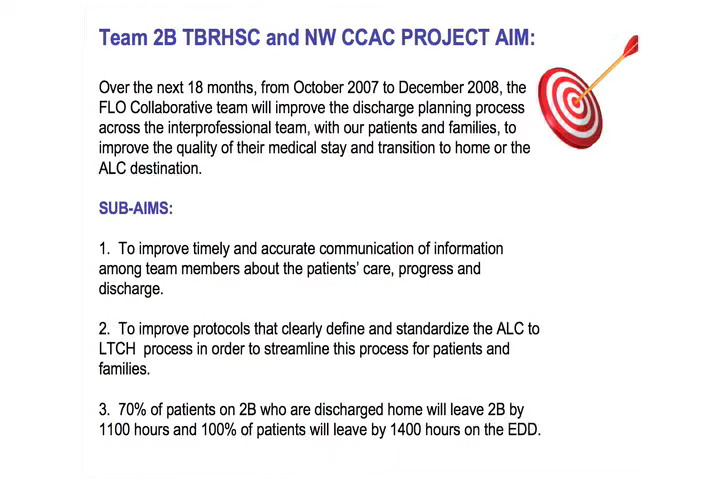 Team 2B TBRHSC and NW CCAC PROJECT AIM:
Over the next 18 months, from October 2007 to December 2008, the
FLO Collaborative team will improve the discharge planning process
across the interprofessional team, with our patients and families, to
improve the quality of their medical stay and transition to home or the
ALC destination.
SUB-AIMS:
1. To improve timely and accurate communication of information
among team members about the patients' care, progress and
discharge.
2. To improve protocols that clearly define and standardize the ALC to
LTCH process in order to streamline this process for patients and
families.
3. 70% of patients on 2B who are discharged home will leave 2B by
1100 hours and 100% of patients will leave by 1400 hours on the EDD.